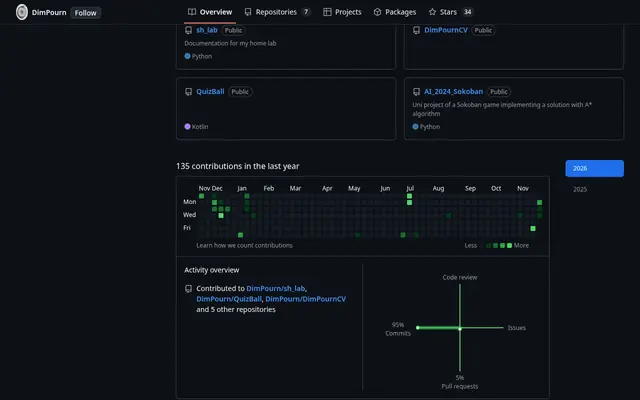 DimPourn Follow Overview Repositories 7 Projects Packages Stars 34
sh_lab Public
Documentation for my home lab
Python
DimPournCV Public
QuizBall Public
Kotlin
AI_2024_Sokoban Public
Uni project of a Sokoban game implementing a solution with A*
algorithm
Python
135 contributions in the last year
2026
2025
Nov Dec Jan Feb Mar Apr May Jun Jul Aug Sep Oct Nov
Mon
Wed
Fri
Learn how we count contributions
Less More
Activity overview
Contributed to DimPourn/sh_lab,
DimPourn/QuizBall, DimPourn/DimPournCV
and 5 other repositories
Code review
95%
Commits
Issues
5%
Pull requests